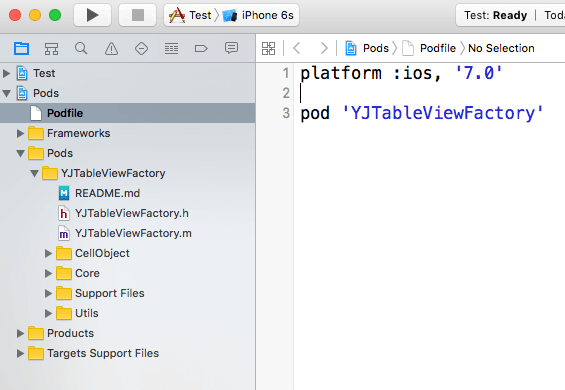 Test iPhone 6s Test: Ready Toda
Pods Podfile No Selection
Test
Pods
Podfile
Frameworks
Pods
YJTableViewFactory
README.md
YJTableViewFactory.h
YJTableViewFactory.m
CellObject
Core
Support Files
Utils
Products
Targets Support Files
1 platform :ios, '7.0'
2
3 pod 'YJTableViewFactory'